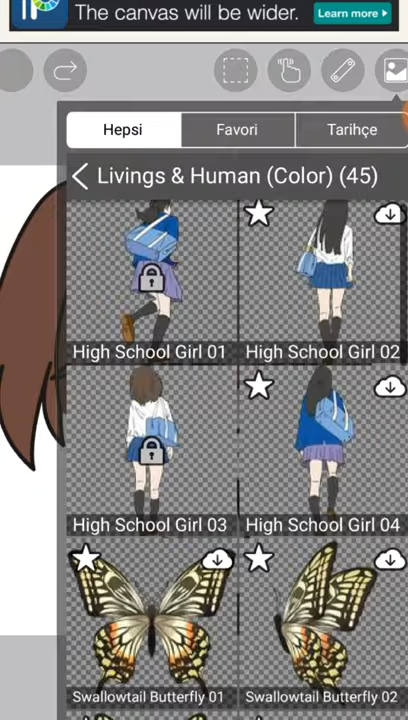 The canvas will be wider.
Learn more
Hepsi
Favori
Tarihçe
Livings & Human (Color) (45)
High School Girl 01
High School Girl 02
High School Girl 03
High School Girl 04
Swallowtail Butterfly 01
Swallowtail Butterfly 02